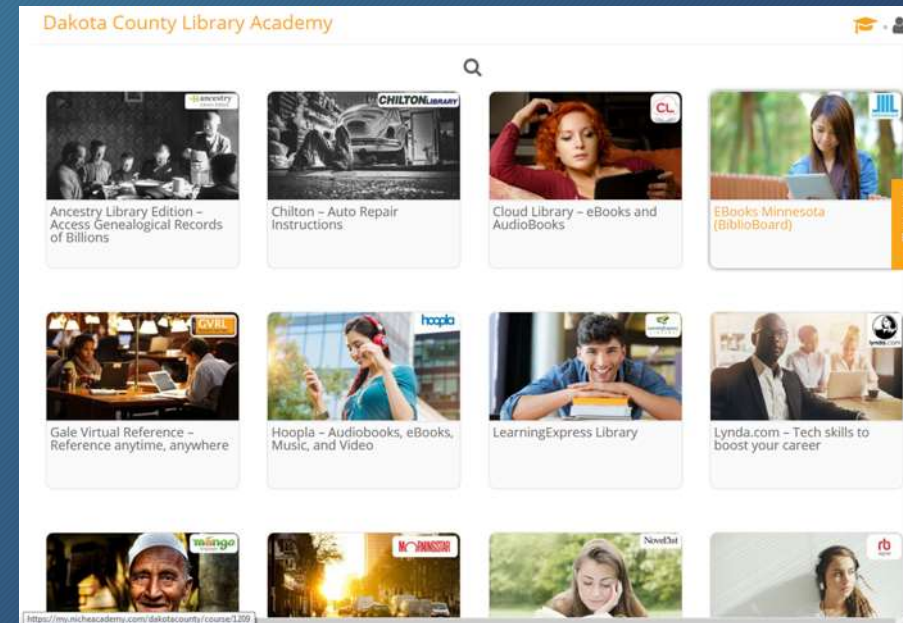 Dakota County Library Academy
ancestry
CHILTONLIBRARY
CL
Ancestry Library Edition –
Access Genealogical Records
of Billions
Chilton – Auto Repair
Instructions
Cloud Library – eBooks and
AudioBooks
EBooks Minnesota
(BiblioBoard)
GVRL
hoopla
lynda.com
Gale Virtual Reference –
Reference anytime, anywhere
Hoopla – Audiobooks, eBooks,
Music, and Video
LearningExpress Library
Lynda.com – Tech skills to
boost your career
mango
MORNINGSTAR
NoveList
rb
https://my.nicheacademy.com/dakotacounty/course/1209